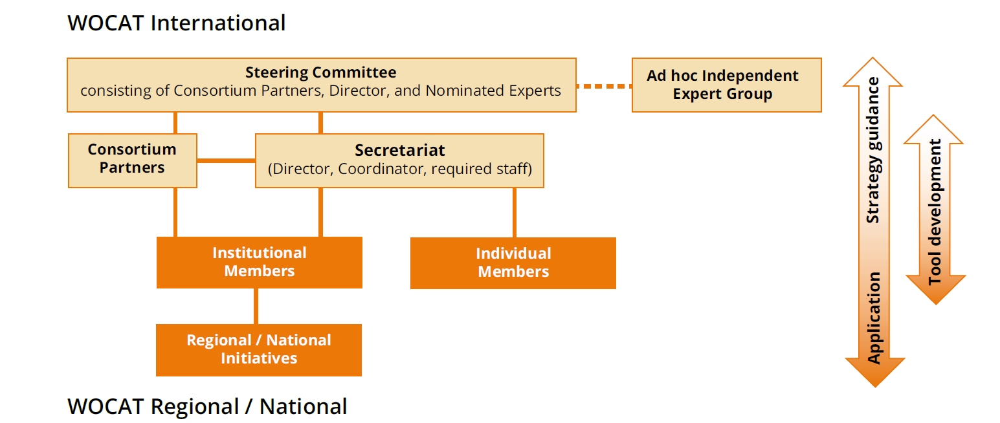 WOCAT International
Steering Committee
consisting of Consortium Partners, Director, and Nominated Experts
Ad hoc Independent
Expert Group
Consortium
Partners
Secretariat
(Director, Coordinator, required staff)
Institutional
Members
Individual
Members
Regional / National
Initiatives
WOCAT Regional / National
Strategy guidance
Application
Tool development